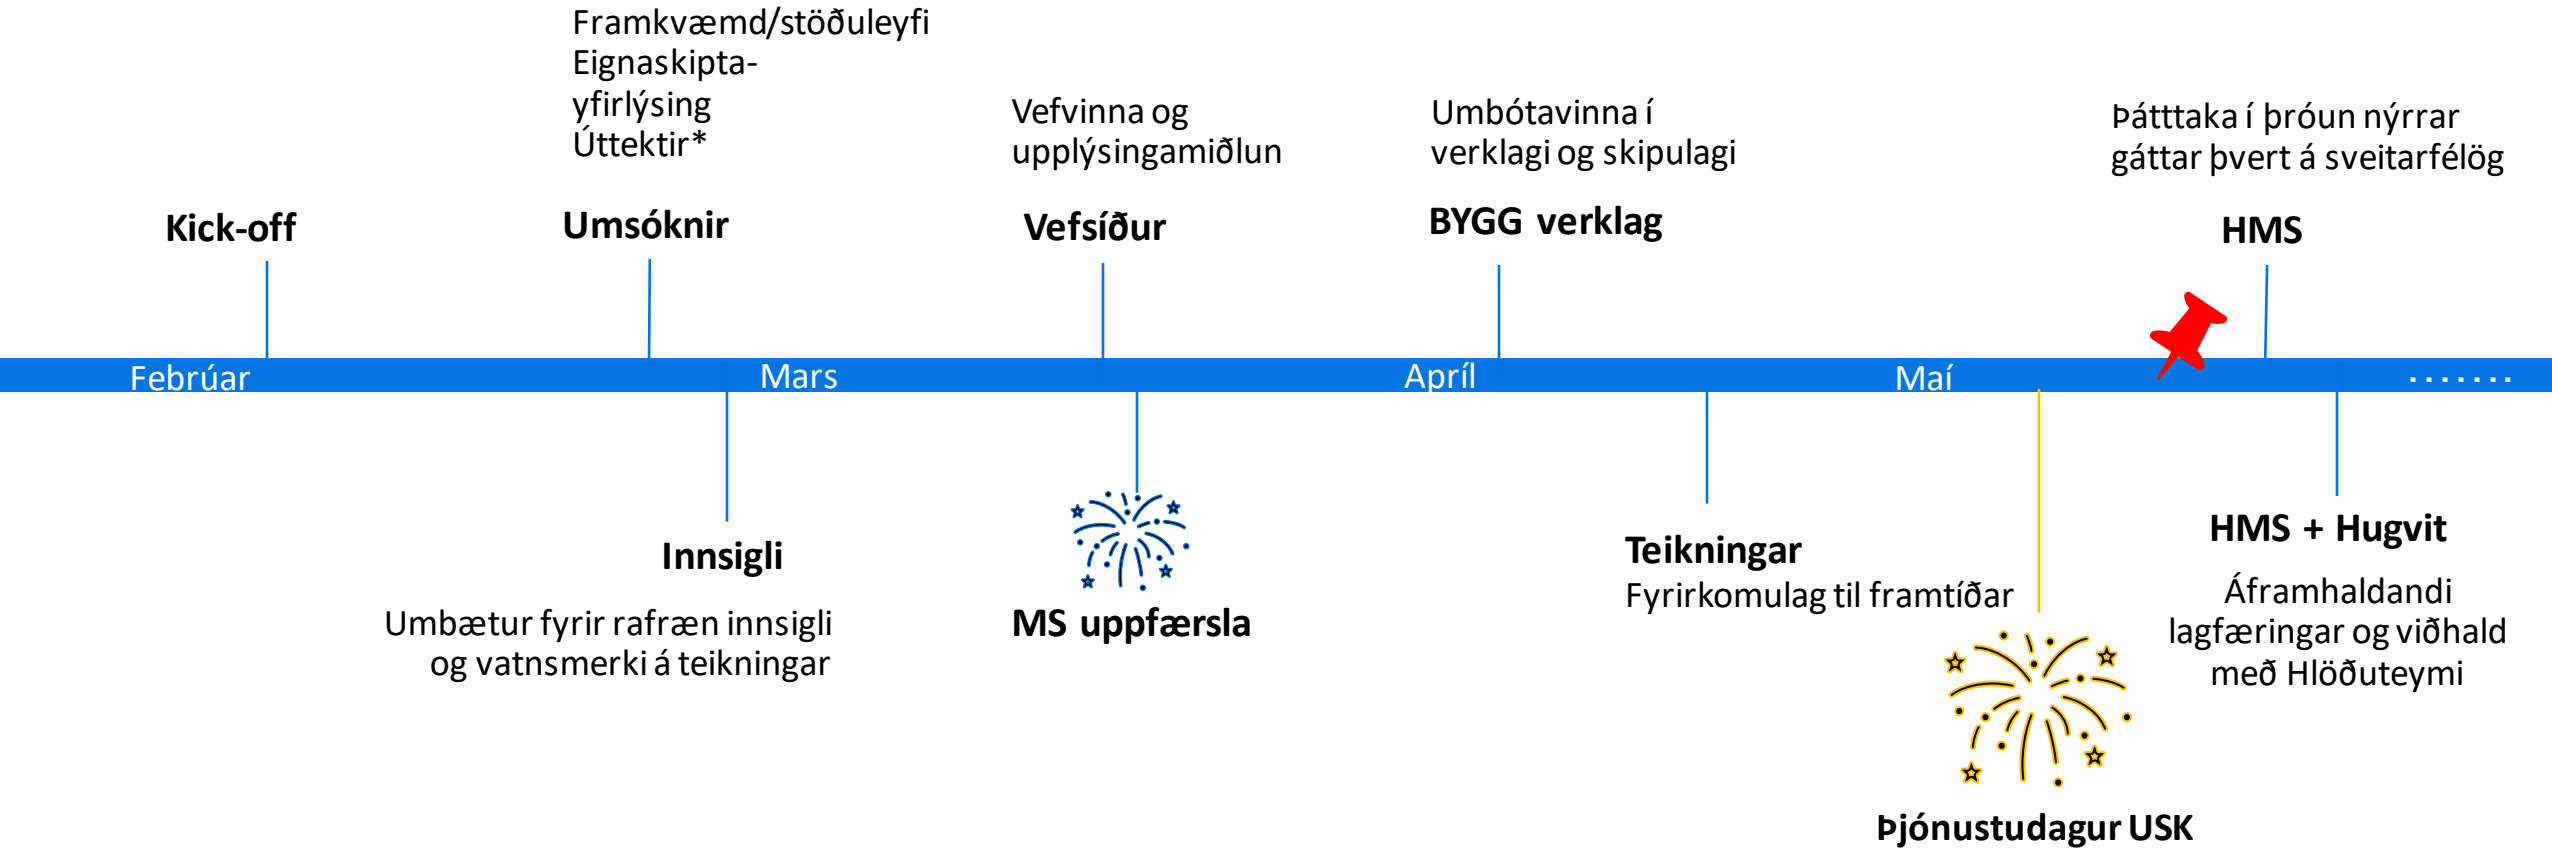 Framkvæmd/stöðuleyfi
Eignaskipta-
yfirlýsing
Úttektir*
Vefvinna og
upplýsingamiðlun
Umbótavinna í
verklagi og skipulagi
Þátttaka í þróun nýrrar
gáttar þvert á sveitarfélög
Kick-off
Umsóknir
Vefsíður
BYGG verklag
HMS
Febrúar
Mars
Apríl
Maí
.......
Innsigli
Umbætur fyrir rafræn innsigli
og vatnsmerki á teikningar
MS uppfærsla
Teikningar
Fyrirkomulag til framtíðar
HMS + Hugvit
Áframhaldandi
lagfæringar og viðhald
með Hlöðuteymi
Þjónustudagur USK